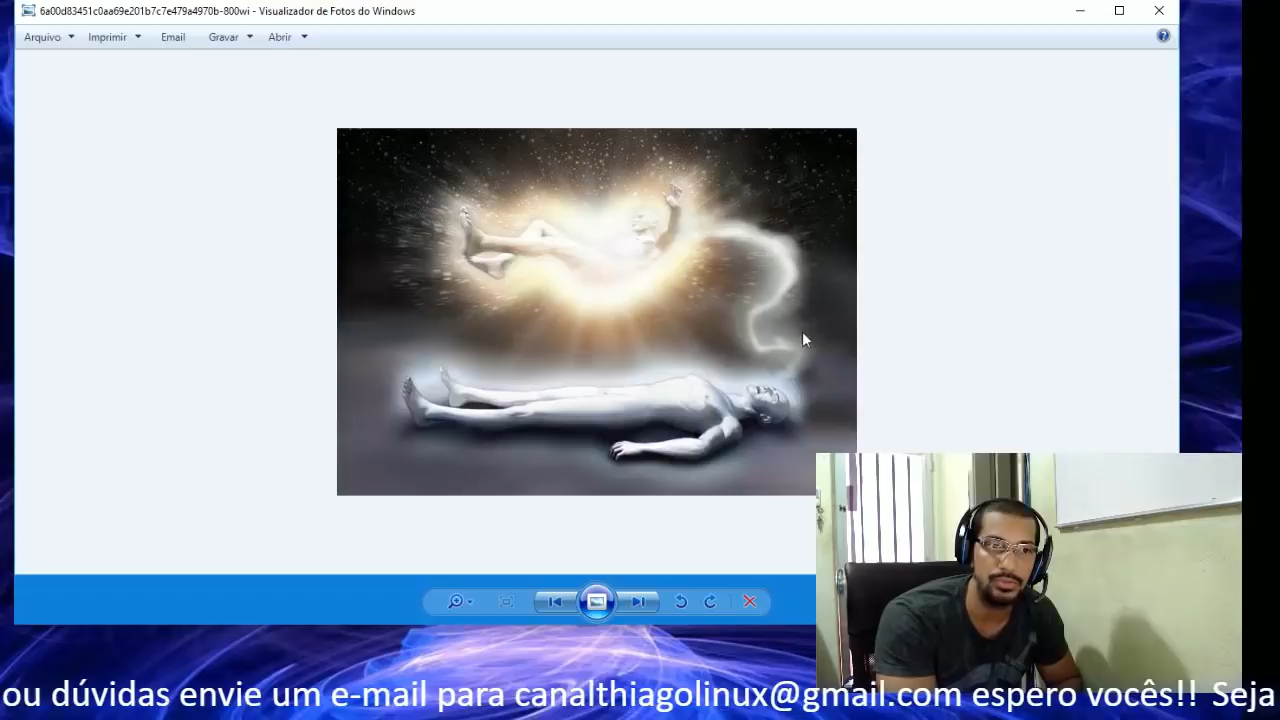 6a00d83451c0aa69e201b7c7e479a4970b-800wi - Visualizador de Fotos do Windows
Arquivo Imprimir Email Gravar Abrir
ou dúvidas envie um e-mail para canalthiagolinux@gmail.com espero vocês!! Seja